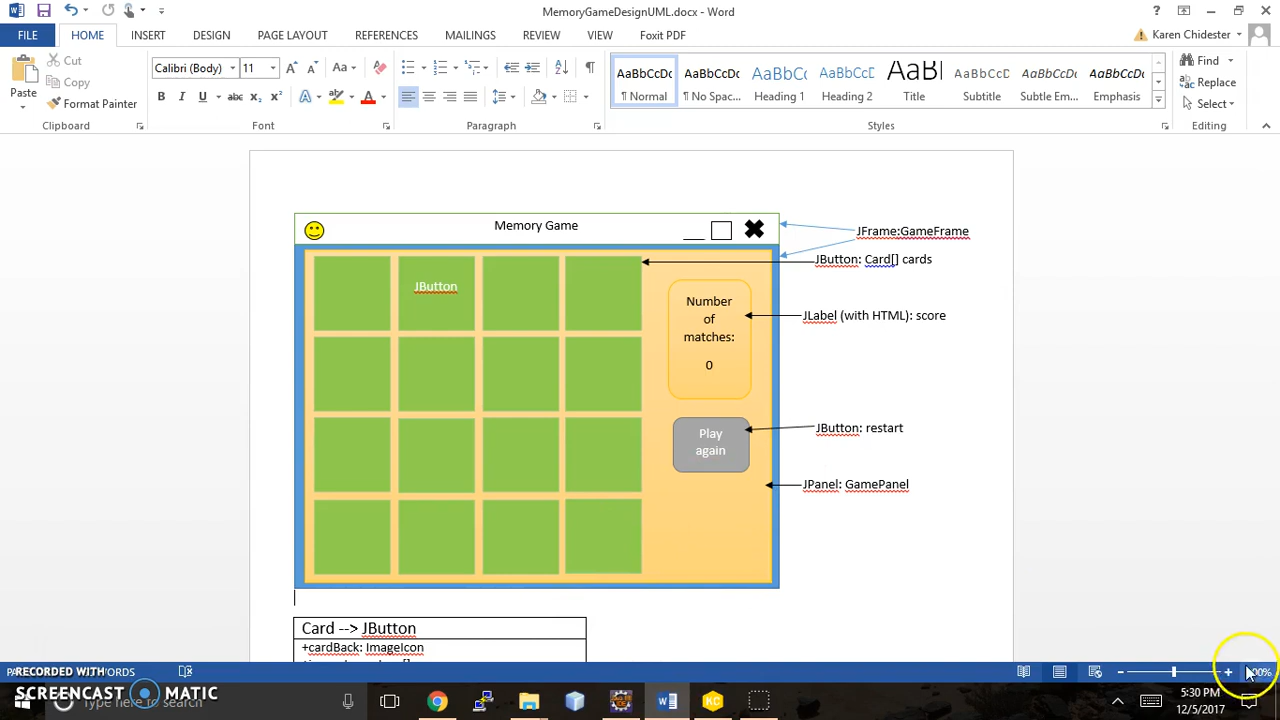 MemoryGameDesignUML.docx - Word
FILE HOME INSERT DESIGN PAGE LAYOUT REFERENCES MAILINGS REVIEW VIEW Foxit PDF
Karen Chidester
Paste
Cut
Copy
Format Painter
Clipboard
Calibri (Body) 11
Font
Paragraph
AaBbCcDc AaBbCcDc AaBbCc AaBbCcC AaBl AaBbCcC AaBbCcDc AaBbCcDc
¶ Normal ¶ No Spac... Heading 1 Heading 2 Title Subtitle Subtle Em... Emphasis
Styles
Find
Replace
Select
Editing
Memory Game
JFrame:GameFrame
JButton: Card[] cards
JButton
Number
of
matches:
0
JLabel (with HTML): score
Play
again
JButton: restart
JPanel: GamePanel
Card --> JButton
+cardBack: ImageIcon
WORDS
100%
RECORDED WITH
SCREENCAST MATIC
Type here to search
KC
5:30 PM
12/5/2017